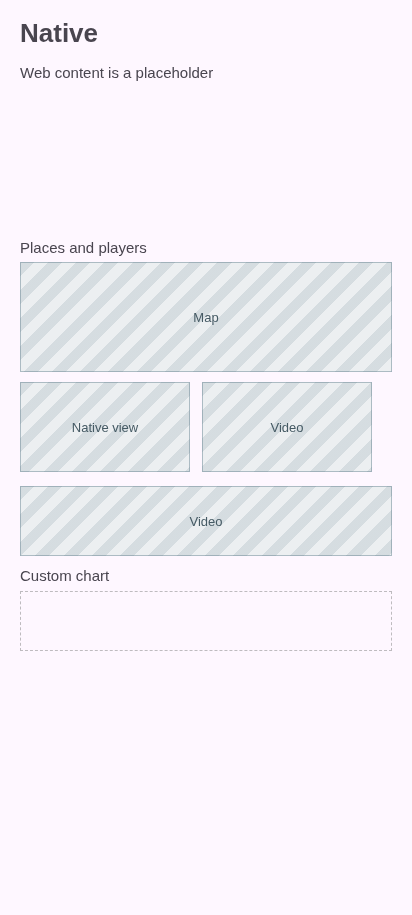 Native
Web content is a placeholder
Places and players
Map
Native view
Video
Video
Custom chart